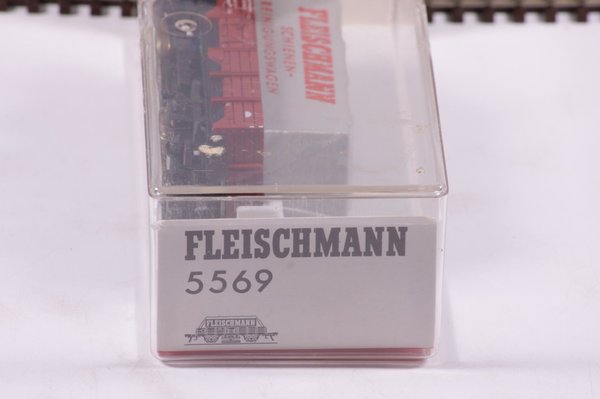 FLEISCHMANN
SCHIENEN-
REINIGUNGSWAGEN
FLEISCHMANN
5569
FLEISCHMANN